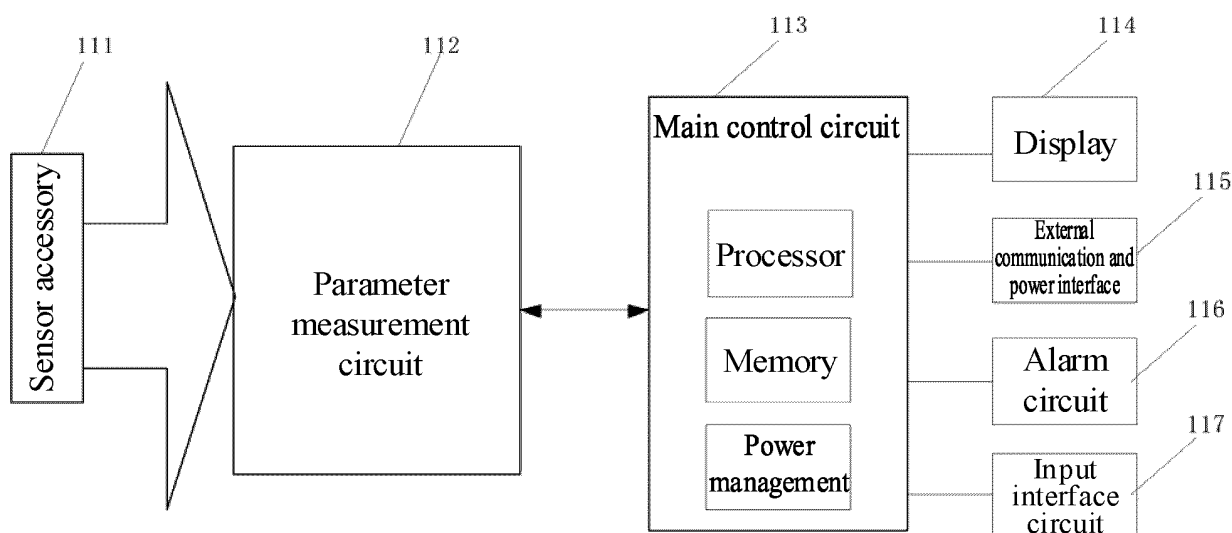 111
112
113
114
Sensor accessory
Parameter
measurement
circuit
Main control circuit
Processor
Memory
Power
management
Display
115
External
communication and
power interface
116
Alarm
circuit
117
Input
interface
circuit